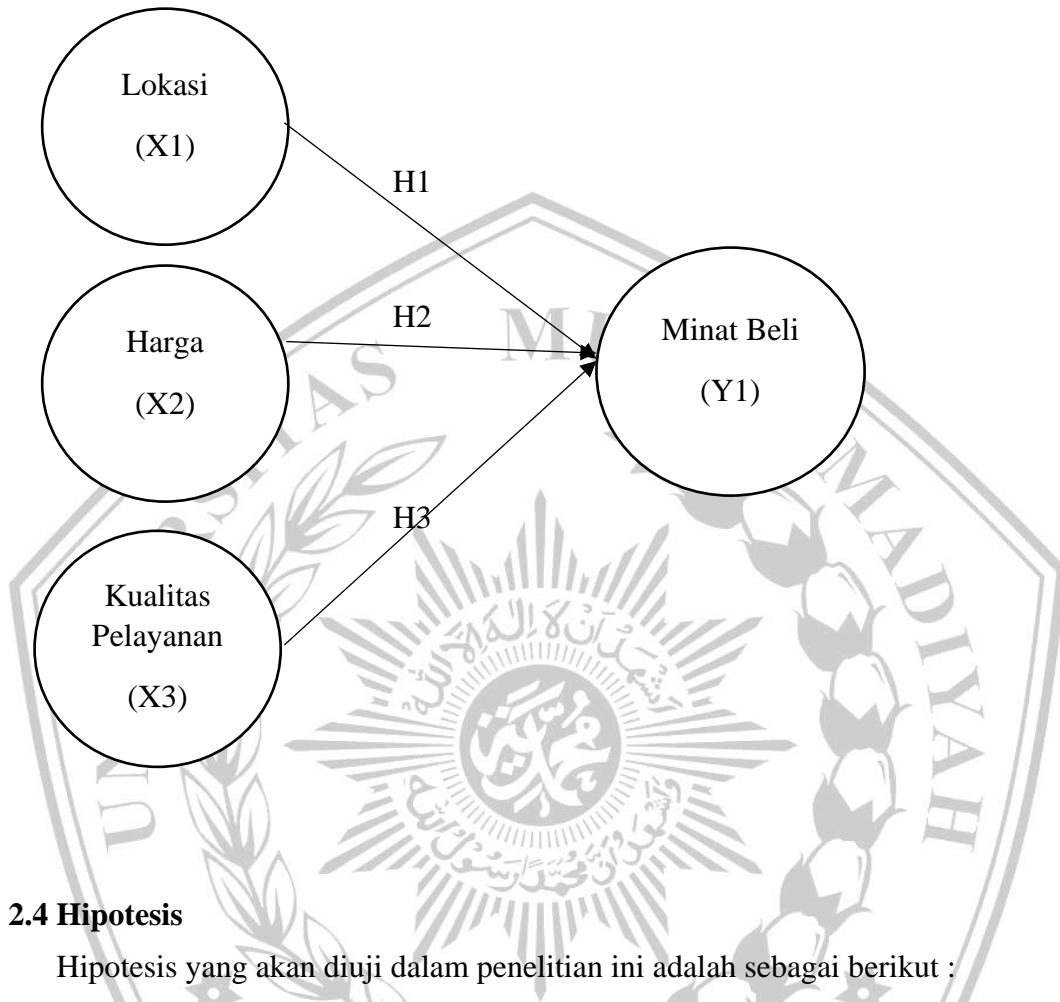 Lokasi
(X1)
H1
Harga
(X2)
H2
Minat Beli
(Y1)
Kualitas
Pelayanan
(X3)
H3
2.4 Hipotesis
Hipotesis yang akan diuji dalam penelitian ini adalah sebagai berikut :